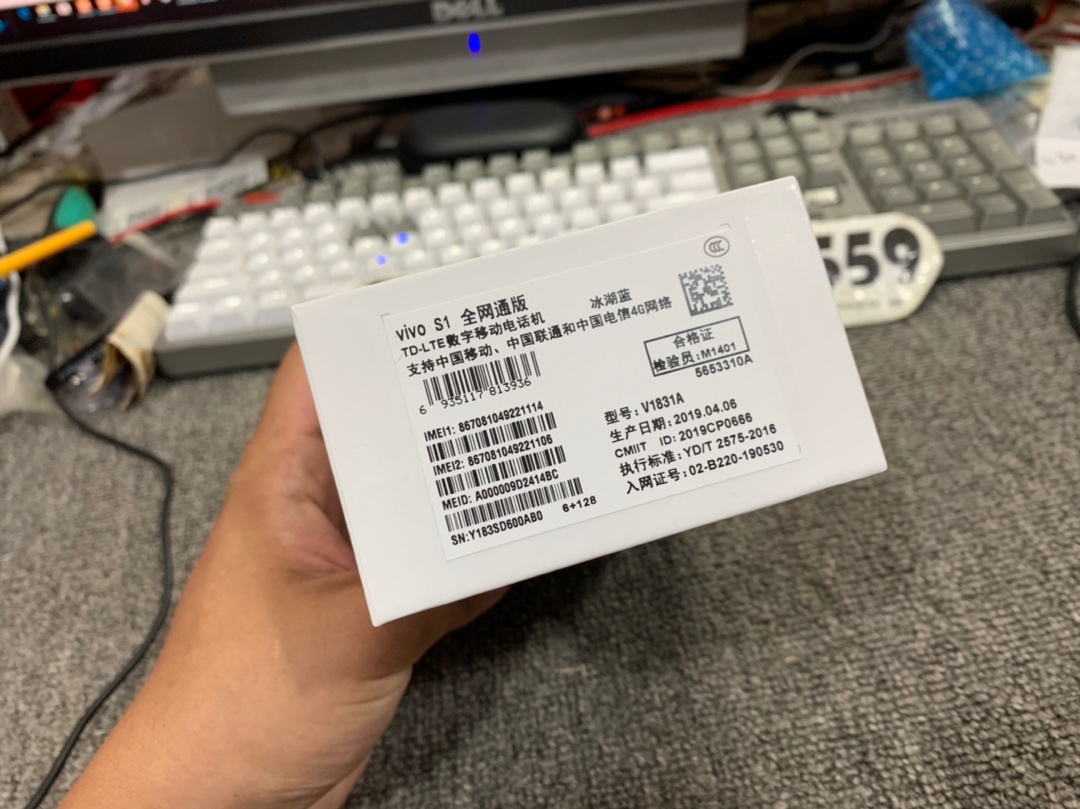 DELL
559
vivo S1 全网通版
冰湖蓝
TD-LTE数字移动电话机
支持中国移动、中国联通和中国电信4G网络
6 935117 813936
合格证
检验员:M1401
5653310A
IMEI1: 867081049221114
IMEI2: 867081049221106
MEID: A000009D2414BC
SN:Y183SD600AB0
6+128
型号: V1831A
生产日期: 2019.04.06
CMIIT ID: 2019CP0666
执行标准: YD/T 2575-2016
入网证号: 02-B220-190530